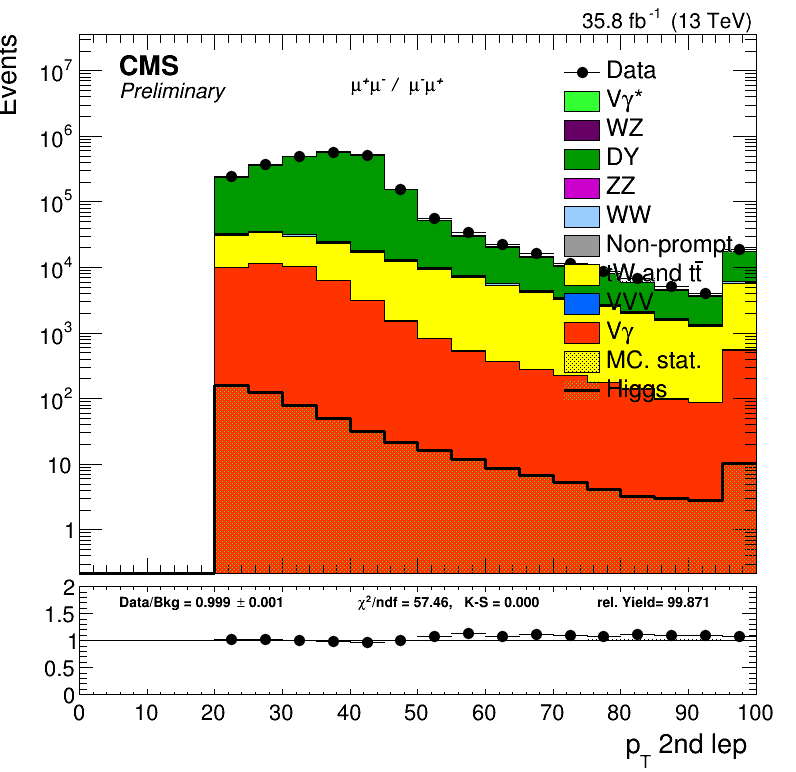 35.8 fb⁻¹ (13 TeV)
Events
CMS
Preliminary
μ⁺μ⁻ / μ⁻μ⁺
Data
Vγ*
WZ
DY
ZZ
WW
Non-prompt
tW and tt̄
VVV
Vγ
MC. stat.
Higgs
10⁷
10⁶
10⁵
10⁴
10³
10²
10
1
Data/Bkg = 0.999 ± 0.001 χ²/ndf = 57.46, K-S = 0.000 rel. Yield= 99.871
2
1.5
1
0.5
0
0 10 20 30 40 50 60 70 80 90 100
p_T 2nd lep